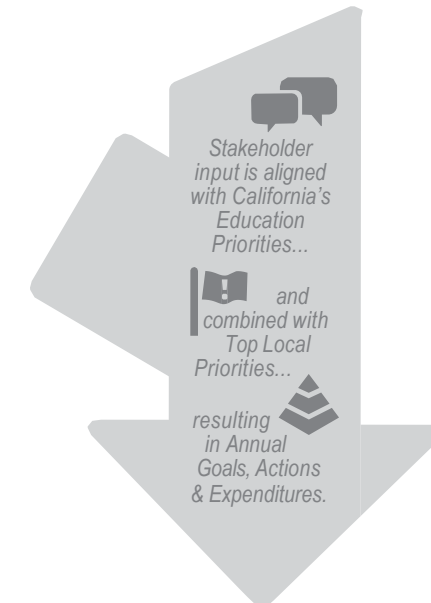 Stakeholder
input is aligned
with California’s
Education
Priorities...
and
combined with
Top Local
Priorities...
resulting
in Annual
Goals, Actions
& Expenditures.